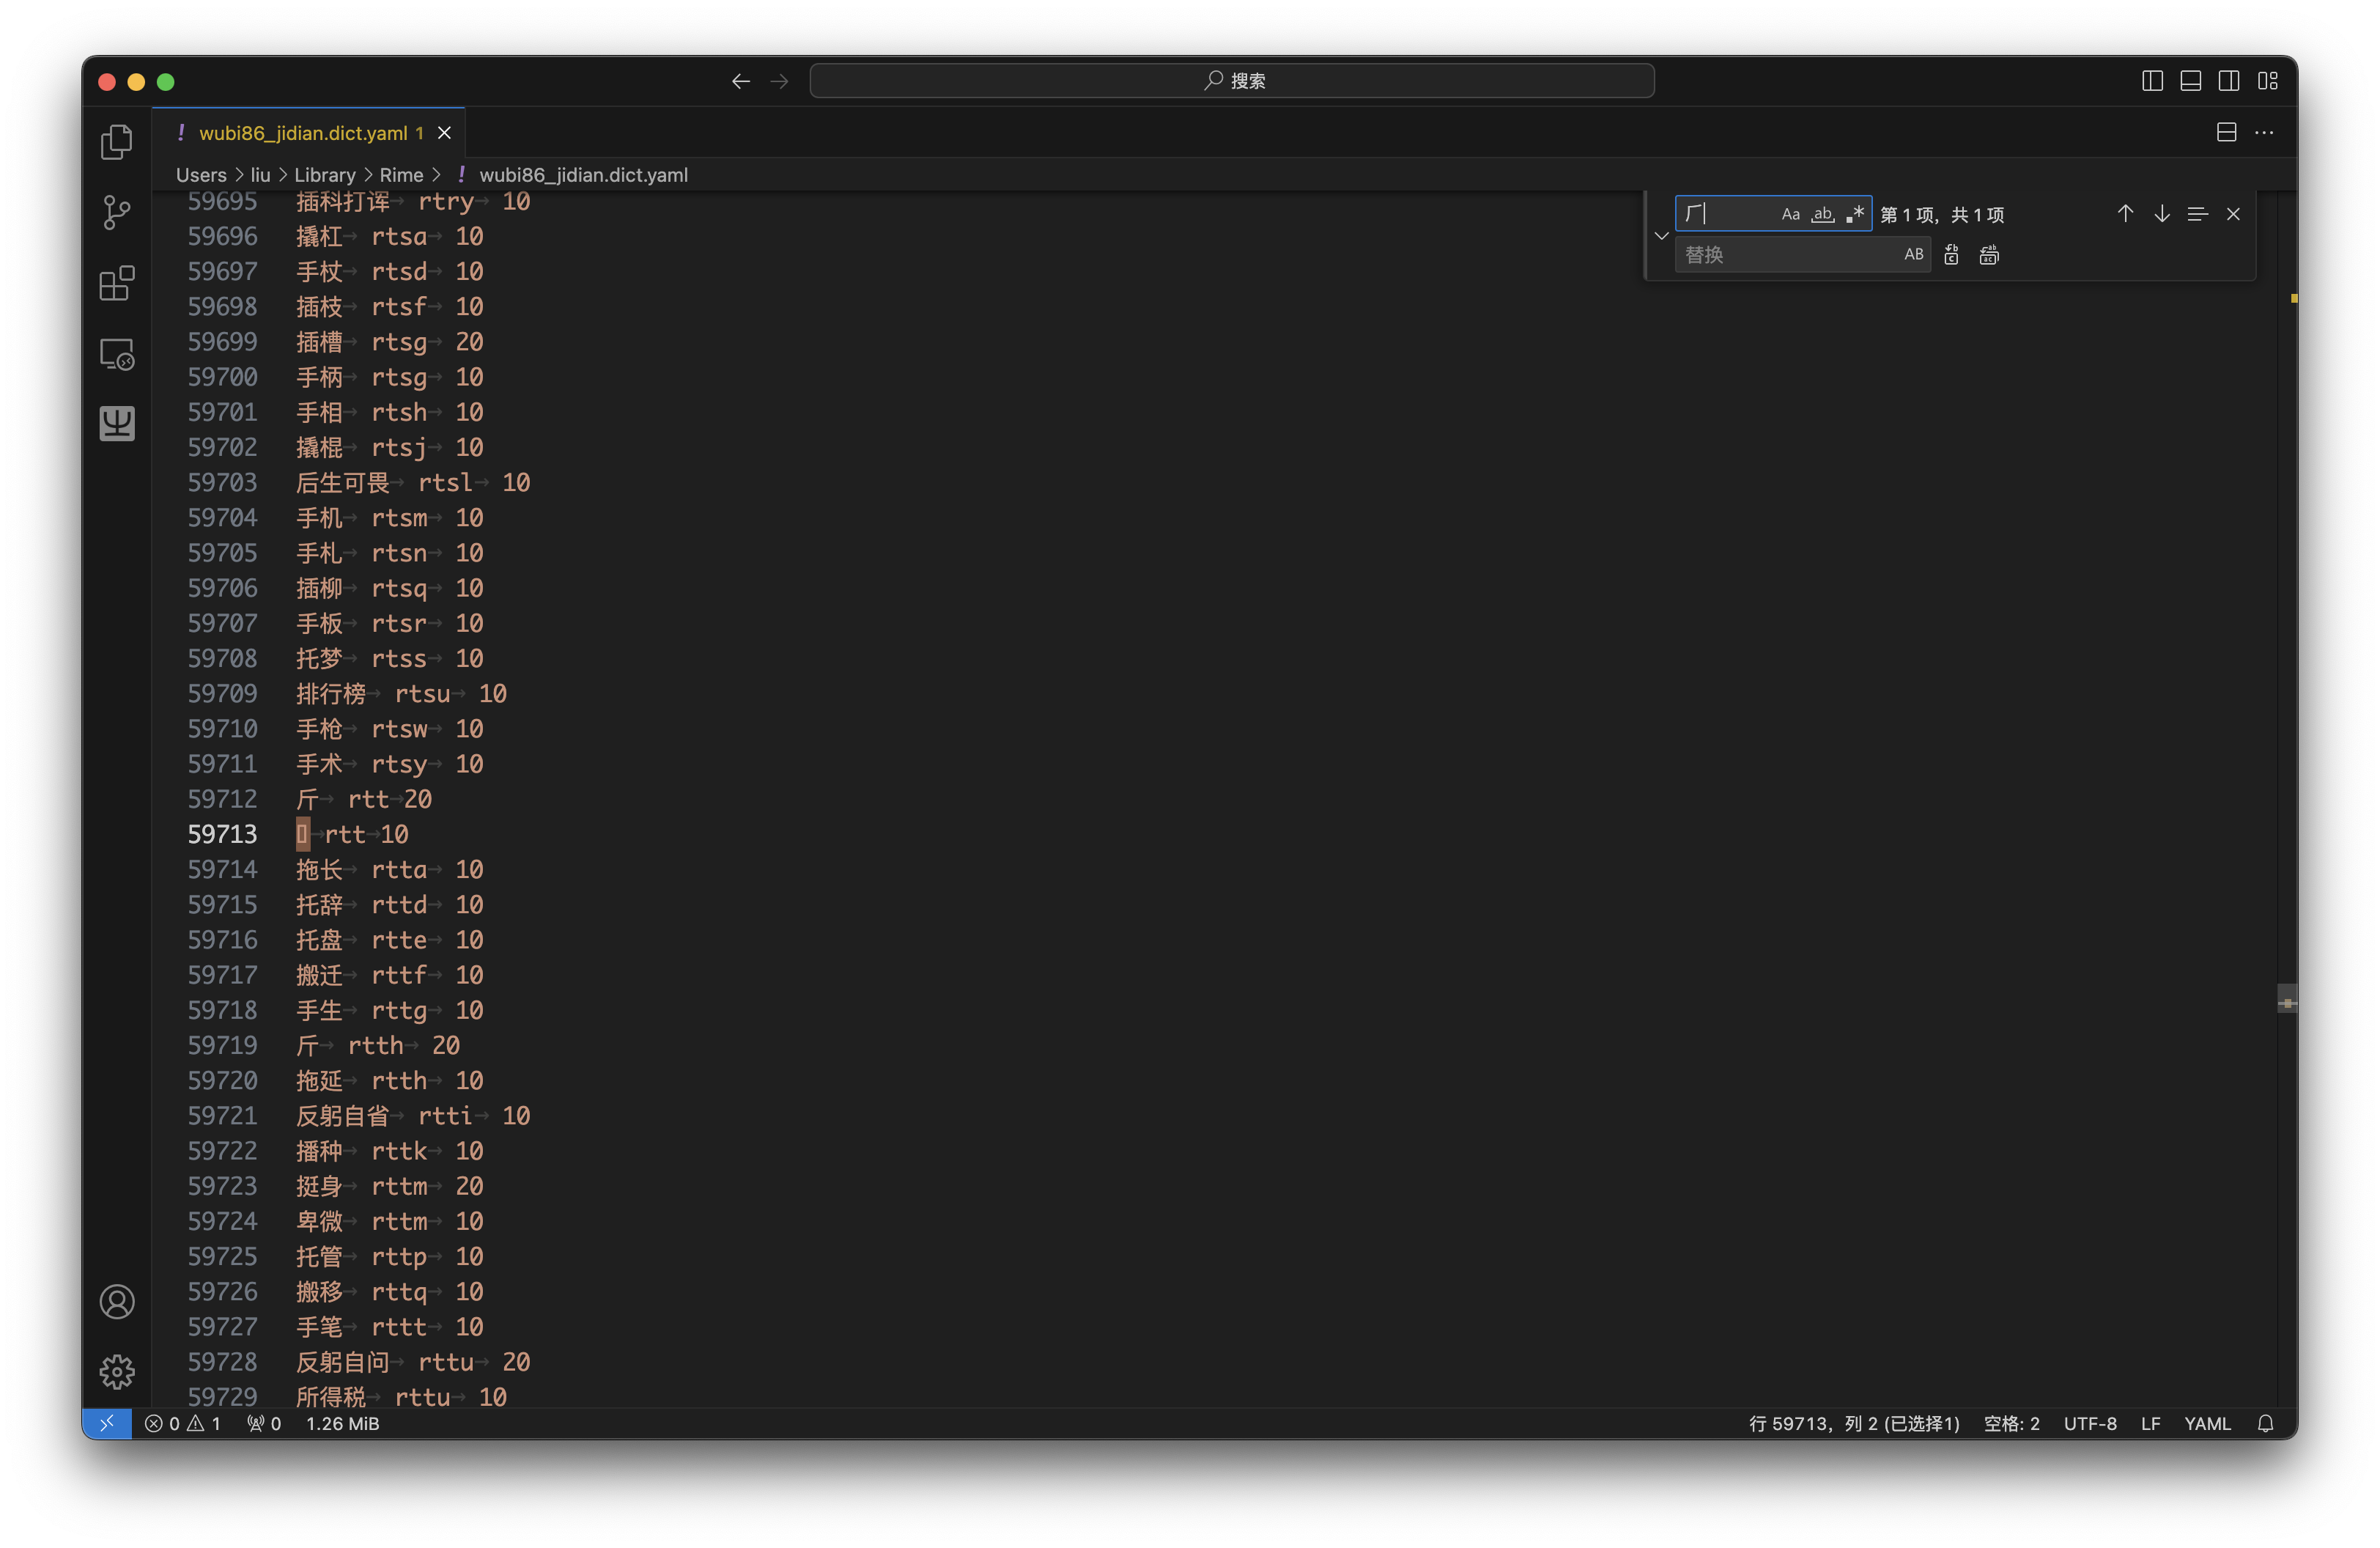 搜索
! wubi86_jidian.dict.yaml 1
Users > liu > Library > Rime > ! wubi86_jidian.dict.yaml
厂 Aa ab .* 第 1 项，共 1 项
替换 AB
59695 插科打诨→ rtry→ 10
59696 撬杠→ rtsa→ 10
59697 手杖→ rtsd→ 10
59698 插枝→ rtsf→ 10
59699 插槽→ rtsg→ 20
59700 手柄→ rtsg→ 10
59701 手相→ rtsh→ 10
59702 撬棍→ rtsj→ 10
59703 后生可畏→ rtsl→ 10
59704 手机→ rtsm→ 10
59705 手札→ rtsn→ 10
59706 插柳→ rtsq→ 10
59707 手板→ rtsr→ 10
59708 托梦→ rtss→ 10
59709 排行榜→ rtsu→ 10
59710 手枪→ rtsw→ 10
59711 手术→ rtsy→ 10
59712 斤→ rtt→20
59713 → rtt→10
59714 拖长→ rtta→ 10
59715 托辞→ rttd→ 10
59716 托盘→ rtte→ 10
59717 搬迁→ rttf→ 10
59718 手生→ rttg→ 10
59719 斤→ rtth→ 20
59720 拖延→ rtth→ 10
59721 反躬自省→ rtti→ 10
59722 播种→ rttk→ 10
59723 挺身→ rttm→ 20
59724 卑微→ rttm→ 10
59725 托管→ rttp→ 10
59726 搬移→ rttq→ 10
59727 手笔→ rttt→ 10
59728 反躬自问→ rttu→ 20
59729 所得税→ rttu→ 10
0 1 0 1.26 MiB 行 59713，列 2 (已选择1) 空格: 2 UTF-8 LF YAML